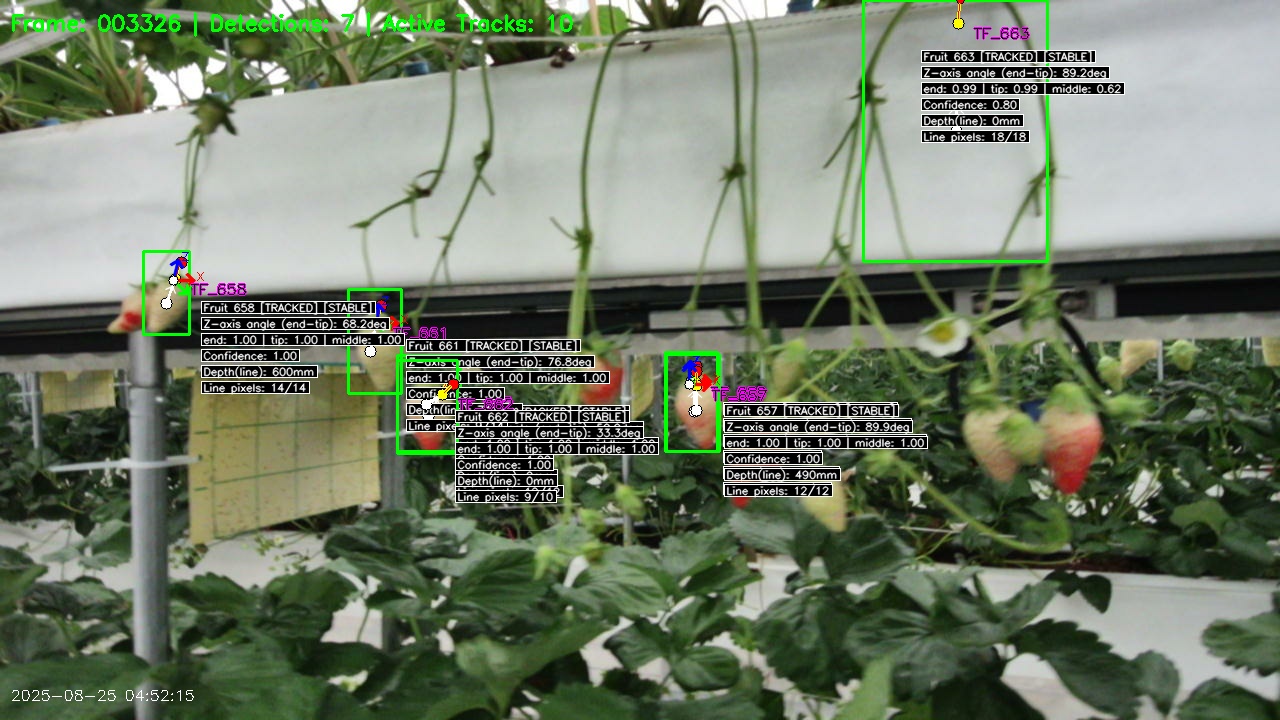 Frame: 003326 | Detections: 7 | Active Tracks: 10
TF_663
Fruit 663 [TRACKED] [STABLE]
Z-axis angle (end-tip): 89.2deg
end: 0.99 | tip: 0.99 | middle: 0.62
Confidence: 0.80
Depth(line): 0mm
Line pixels: 18/18
Z
X
TF_658
Fruit 658 [TRACKED] [STABLE]
Z-axis angle (end-tip): 68.2deg
end: 1.00 | tip: 1.00 | middle: 1.00
Confidence: 1.00
Depth(line): 600mm
Line pixels: 14/14
TF_661
Fruit 661 [TRACKED] [STABLE]
Z-axis angle (end-tip): 76.8deg
end: 1.00 | tip: 1.00 | middle: 1.00
Confidence: 1.00
TF_662
Fruit 662 [TRACKED] [STABLE]
Z-axis angle (end-tip): 33.3deg
end: 1.00 | tip: 1.00 | middle: 1.00
Confidence: 1.00
Depth(line): 0mm
Line pixels: 9/10
Fruit 657 [TRACKED] [STABLE]
Z-axis angle (end-tip): 89.9deg
end: 1.00 | tip: 1.00 | middle: 1.00
Confidence: 1.00
Depth(line): 490mm
Line pixels: 12/12
2025-08-25 04:52:15